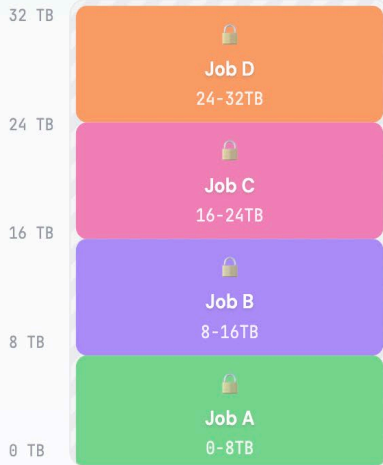 32 TB
Job D
24-32TB
24 TB
Job C
16-24TB
16 TB
Job B
8-16TB
8 TB
Job A
0-8TB
0 TB